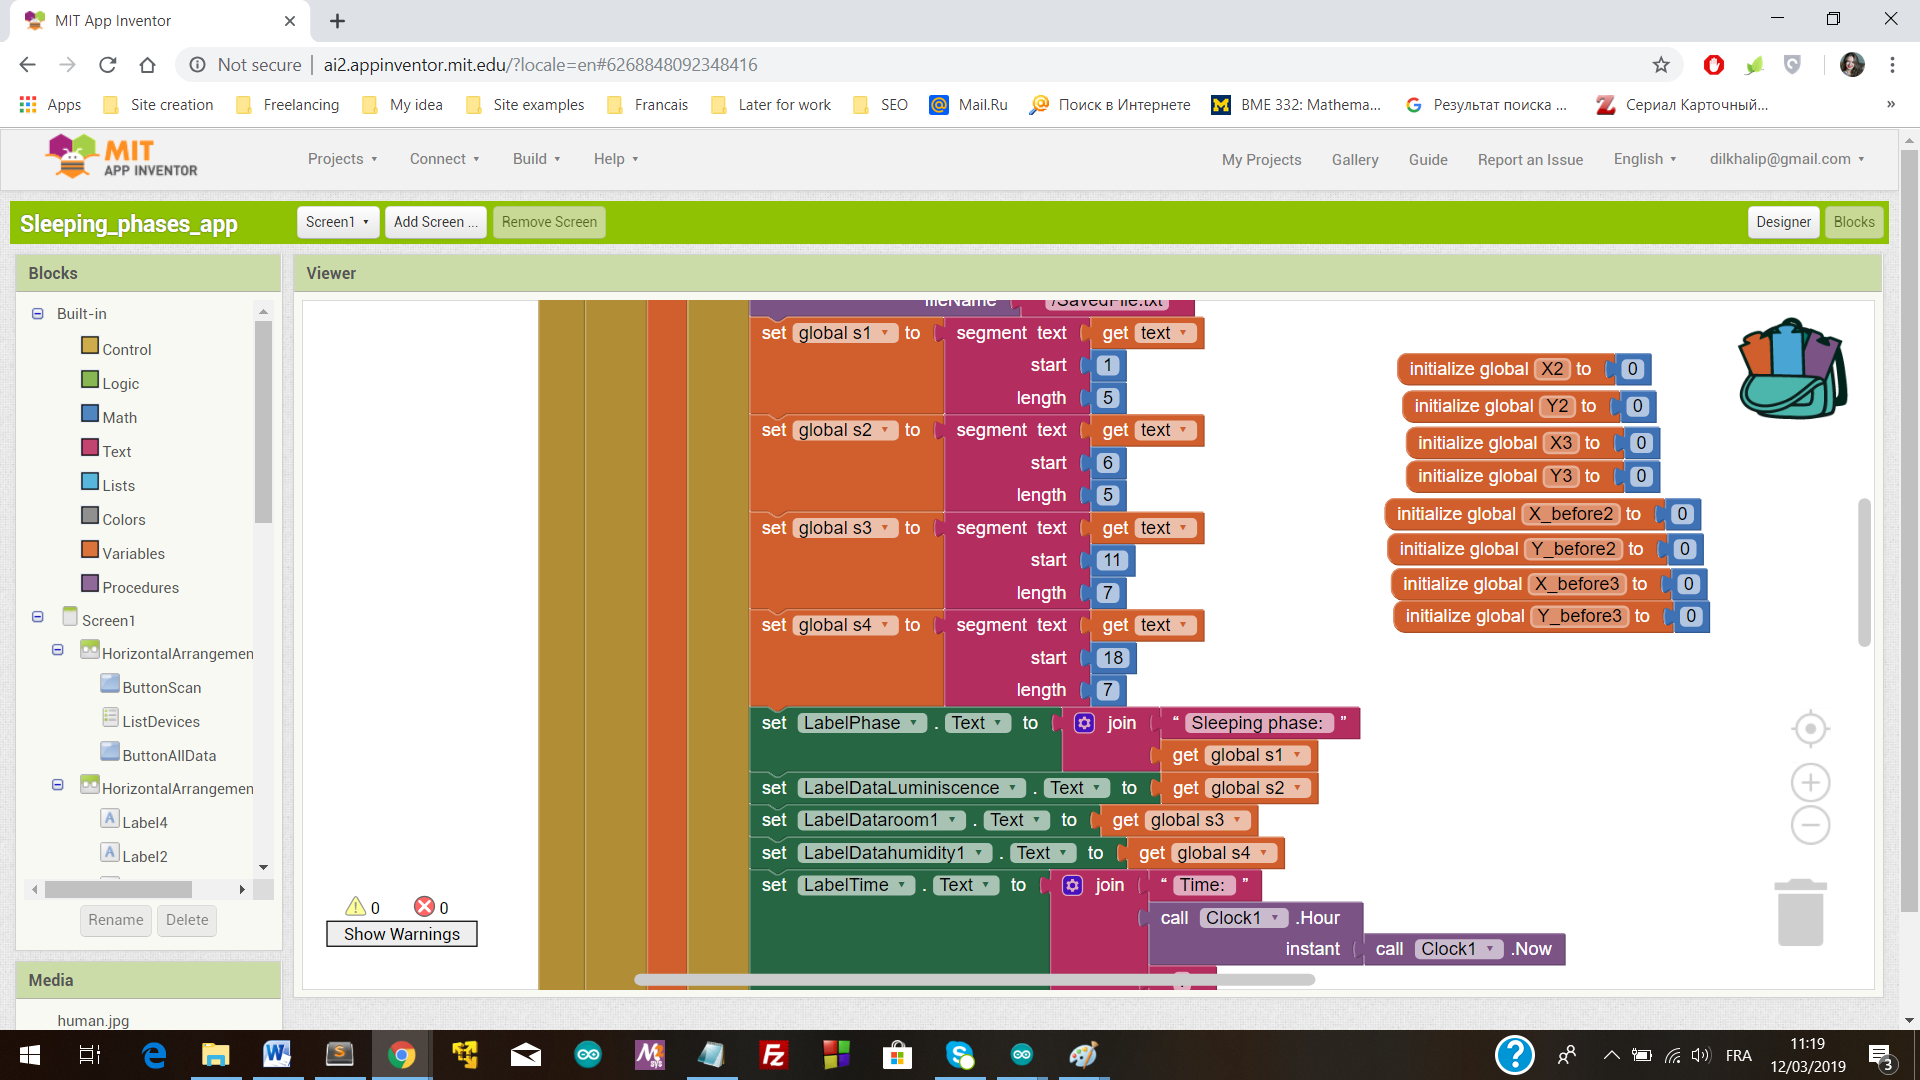 MIT App Inventor
Not secure | ai2.appinventor.mit.edu/?locale=en#6268848092348416
Apps Site creation Freelancing My idea Site examples Francais Later for work SEO Mail.Ru Поиск в Интернете BME 332: Mathema... Результат поиска ... Сериал Карточный... »
MIT
APP INVENTOR
Projects Connect Build Help My Projects Gallery Guide Report an Issue English dilkhalip@gmail.com
Sleeping_phases_app Screen1 Add Screen ... Remove Screen Designer Blocks
Blocks
Built-in
Control
Logic
Math
Text
Lists
Colors
Variables
Procedures
Screen1
HorizontalArrangemen
ButtonScan
ListDevices
ButtonAllData
HorizontalArrangemen
Label4
Label2
Rename Delete
Media
human.jpg
Viewer
fileName /SavedFile.txt
set global s1 to segment text get text
start 1
length 5
set global s2 to segment text get text
start 6
length 5
set global s3 to segment text get text
start 11
length 7
set global s4 to segment text get text
start 18
length 7
set LabelPhase . Text to join “ Sleeping phase: ”
get global s1
set LabelDataLuminiscence . Text to get global s2
set LabelDataroom1 . Text to get global s3
set LabelDatahumidity1 . Text to get global s4
set LabelTime . Text to join “ Time: ”
call Clock1 .Hour
instant call Clock1 .Now
initialize global X2 to 0
initialize global Y2 to 0
initialize global X3 to 0
initialize global Y3 to 0
initialize global X_before2 to 0
initialize global Y_before2 to 0
initialize global X_before3 to 0
initialize global Y_before3 to 0
0 0
Show Warnings
FRA
11:19
12/03/2019
3